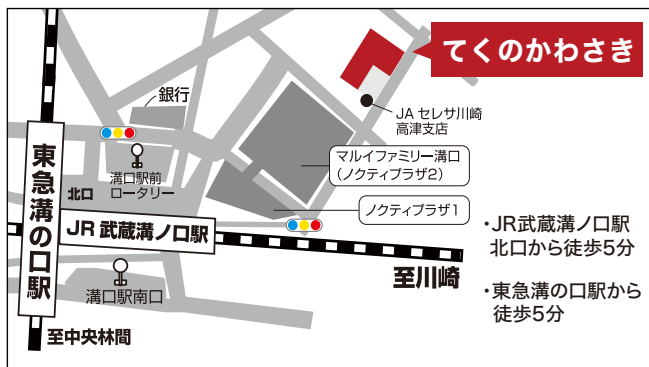 てくのかわさき
銀行
JA セレサ川崎
高津支店
マルイファミリー溝口
(ノクティプラザ2)
溝口駅前
ロータリー
北口
東急溝の口駅
ノクティプラザ1
JR 武蔵溝ノ口駅
・JR武蔵溝ノ口駅
北口から徒歩5分
至川崎
溝口駅南口
・東急溝の口駅から
徒歩5分
至中央林間